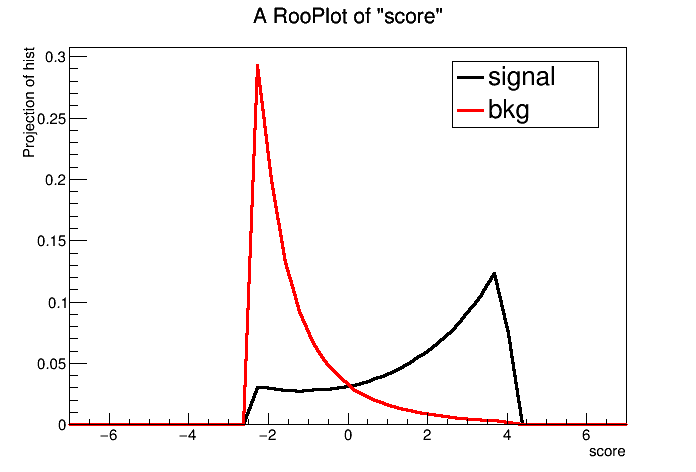 A RooPlot of "score"
Projection of hist
0.3
0.25
0.2
0.15
0.1
0.05
0
signal
bkg
−6 −4 −2 0 2 4 6
score